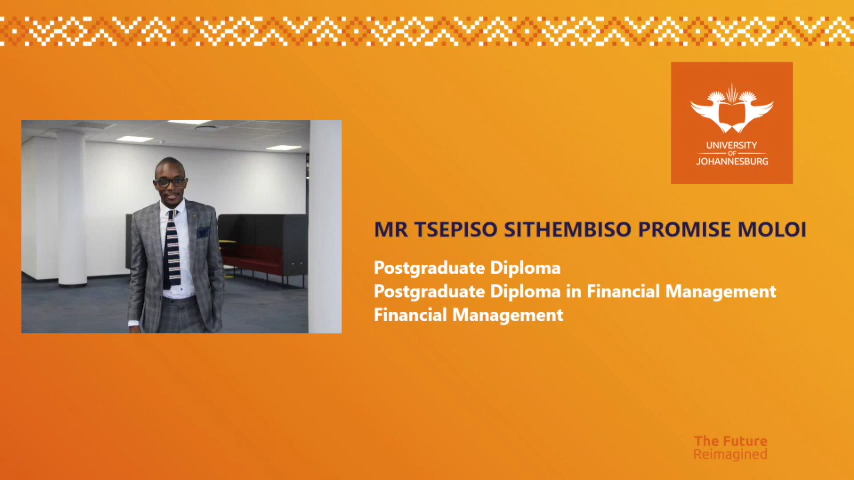 UNIVERSITY
OF
JOHANNESBURG
MR TSEPISO SITHEMBISO PROMISE MOLOI
Postgraduate Diploma
Postgraduate Diploma in Financial Management
Financial Management
The Future
Reimagined